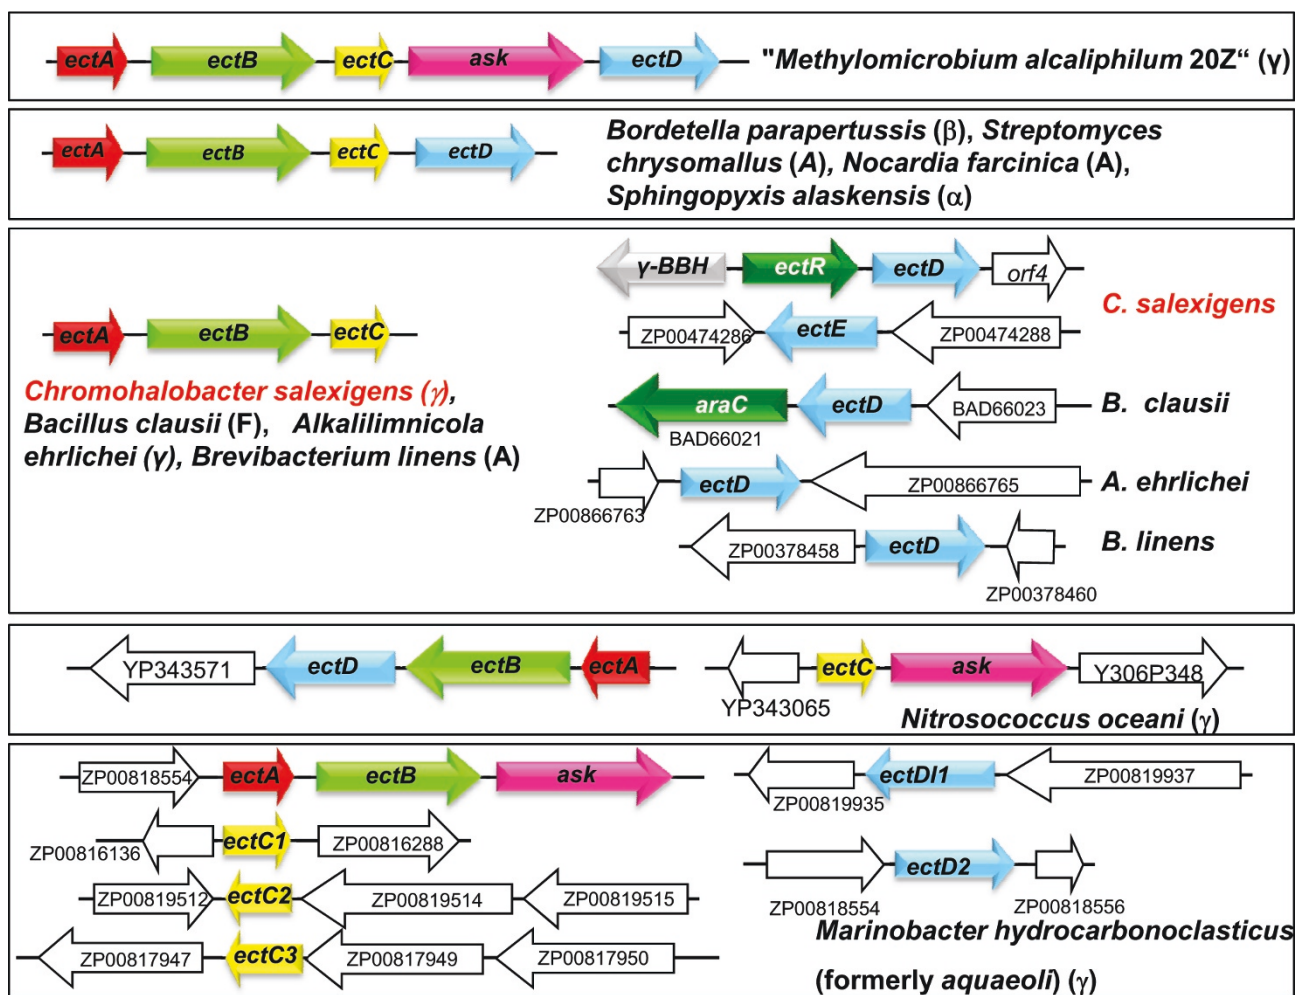 ectA ectB ectC ask ectD "Methylomicrobium alcaliphilum 20Z“ (γ)
ectA ectB ectC ectD
Bordetella parapertussis (β), Streptomyces
chrysomallus (A), Nocardia farcinica (A),
Sphingopyxis alaskensis (α)
ectA ectB ectC
Chromohalobacter salexigens (γ),
Bacillus clausii (F), Alkalilimnicola
ehrlichei (γ), Brevibacterium linens (A)
γ-BBH ectR ectD orf4
C. salexigens
ZP00474286 ectE ZP00474288
araC ectD BAD66023 B. clausii
BAD66021
ectD ZP00866765 A. ehrlichei
ZP00866763
ZP00378458 ectD B. linens
ZP00378460
YP343571 ectD ectB ectA
ectC ask Y306P348
YP343065
Nitrosococcus oceani (γ)
ZP00818554 ectA ectB ask
ectC1 ZP00816288
ZP00816136
ZP00819512 ectC2 ZP00819514 ZP00819515
ZP00817947 ectC3 ZP00817949 ZP00817950
ectDI1 ZP00819937
ZP00819935
ectD2
ZP00818554 ZP00818556
Marinobacter hydrocarbonoclasticus
(formerly aquaeoli) (γ)